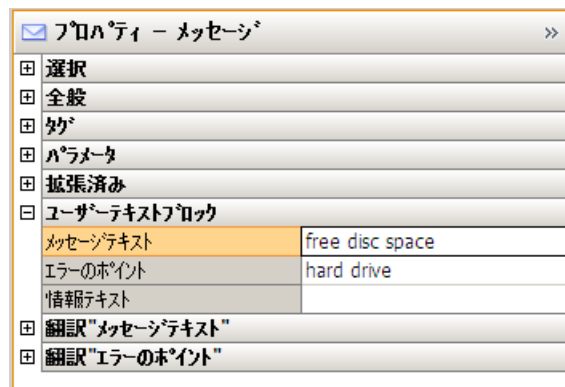 ﾌﾟﾛﾊﾟﾃｨ － ﾒｯｾｰｼﾞ »
選択
全般
ﾀｸﾞ
ﾊﾟﾗﾒｰﾀ
拡張済み
ﾕｰｻﾞｰﾃｷｽﾄﾌﾞﾛｯｸ
ﾒｯｾｰｼﾞﾃｷｽﾄ free disc space
ｴﾗｰのﾎﾟｲﾝﾄ hard drive
情報ﾃｷｽﾄ
翻訳"ﾒｯｾｰｼﾞﾃｷｽﾄ"
翻訳"ｴﾗｰのﾎﾟｲﾝﾄ"